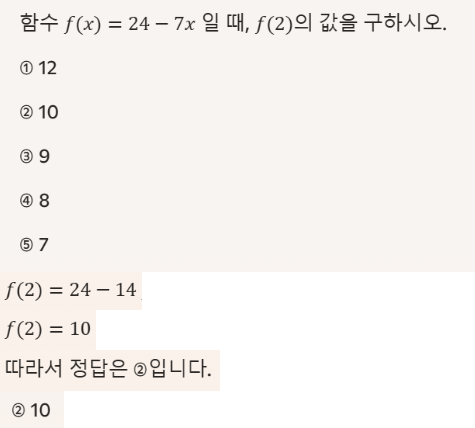 함수 f(x) = 24 − 7x 일 때, f(2)의 값을 구하시오.
① 12
② 10
③ 9
④ 8
⑤ 7
f(2) = 24 − 14
f(2) = 10
따라서 정답은 ②입니다.
② 10